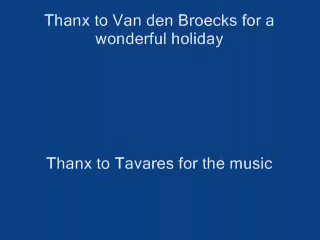 Thanx to Van den Broecks for a
wonderful holiday
Thanx to Tavares for the music